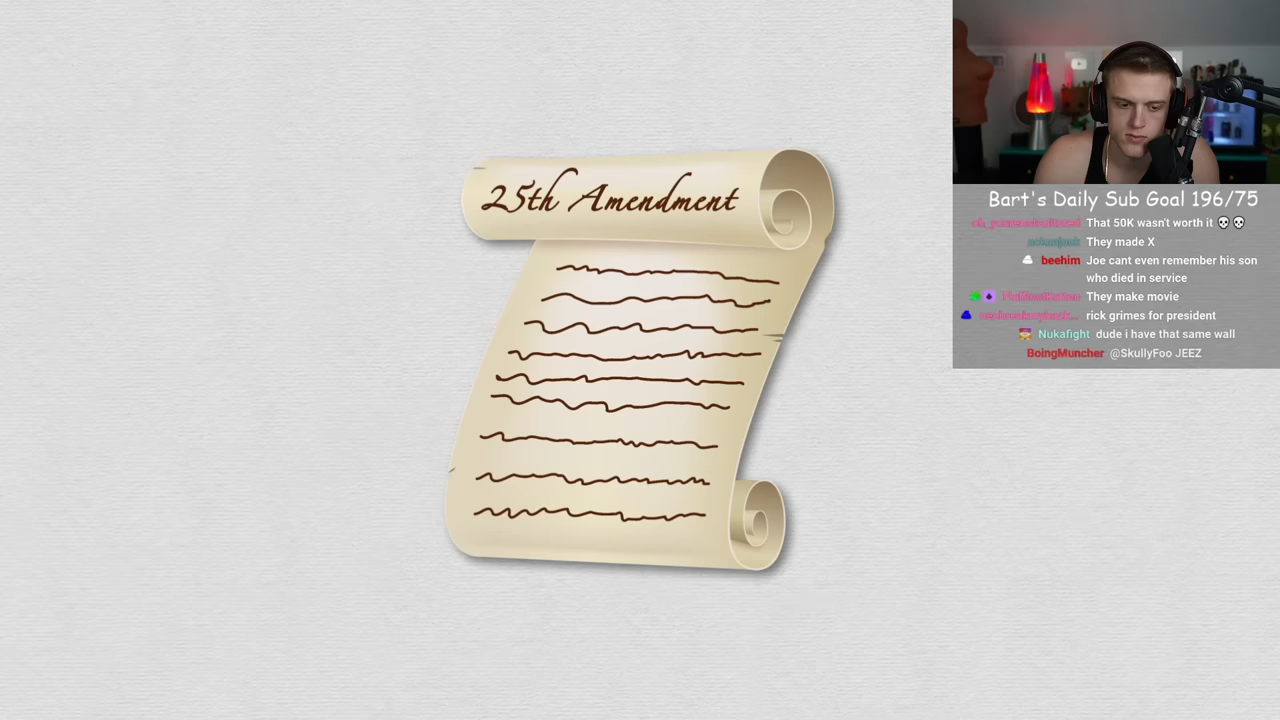 25th Amendment
Bart's Daily Sub Goal 196/75
That 50K wasn't worth it 💀💀
They made X
beehim Joe cant even remember his son
who died in service
They make movie
rick grimes for president
Nukafight dude i have that same wall
BoingMuncher @SkullyFoo JEEZ